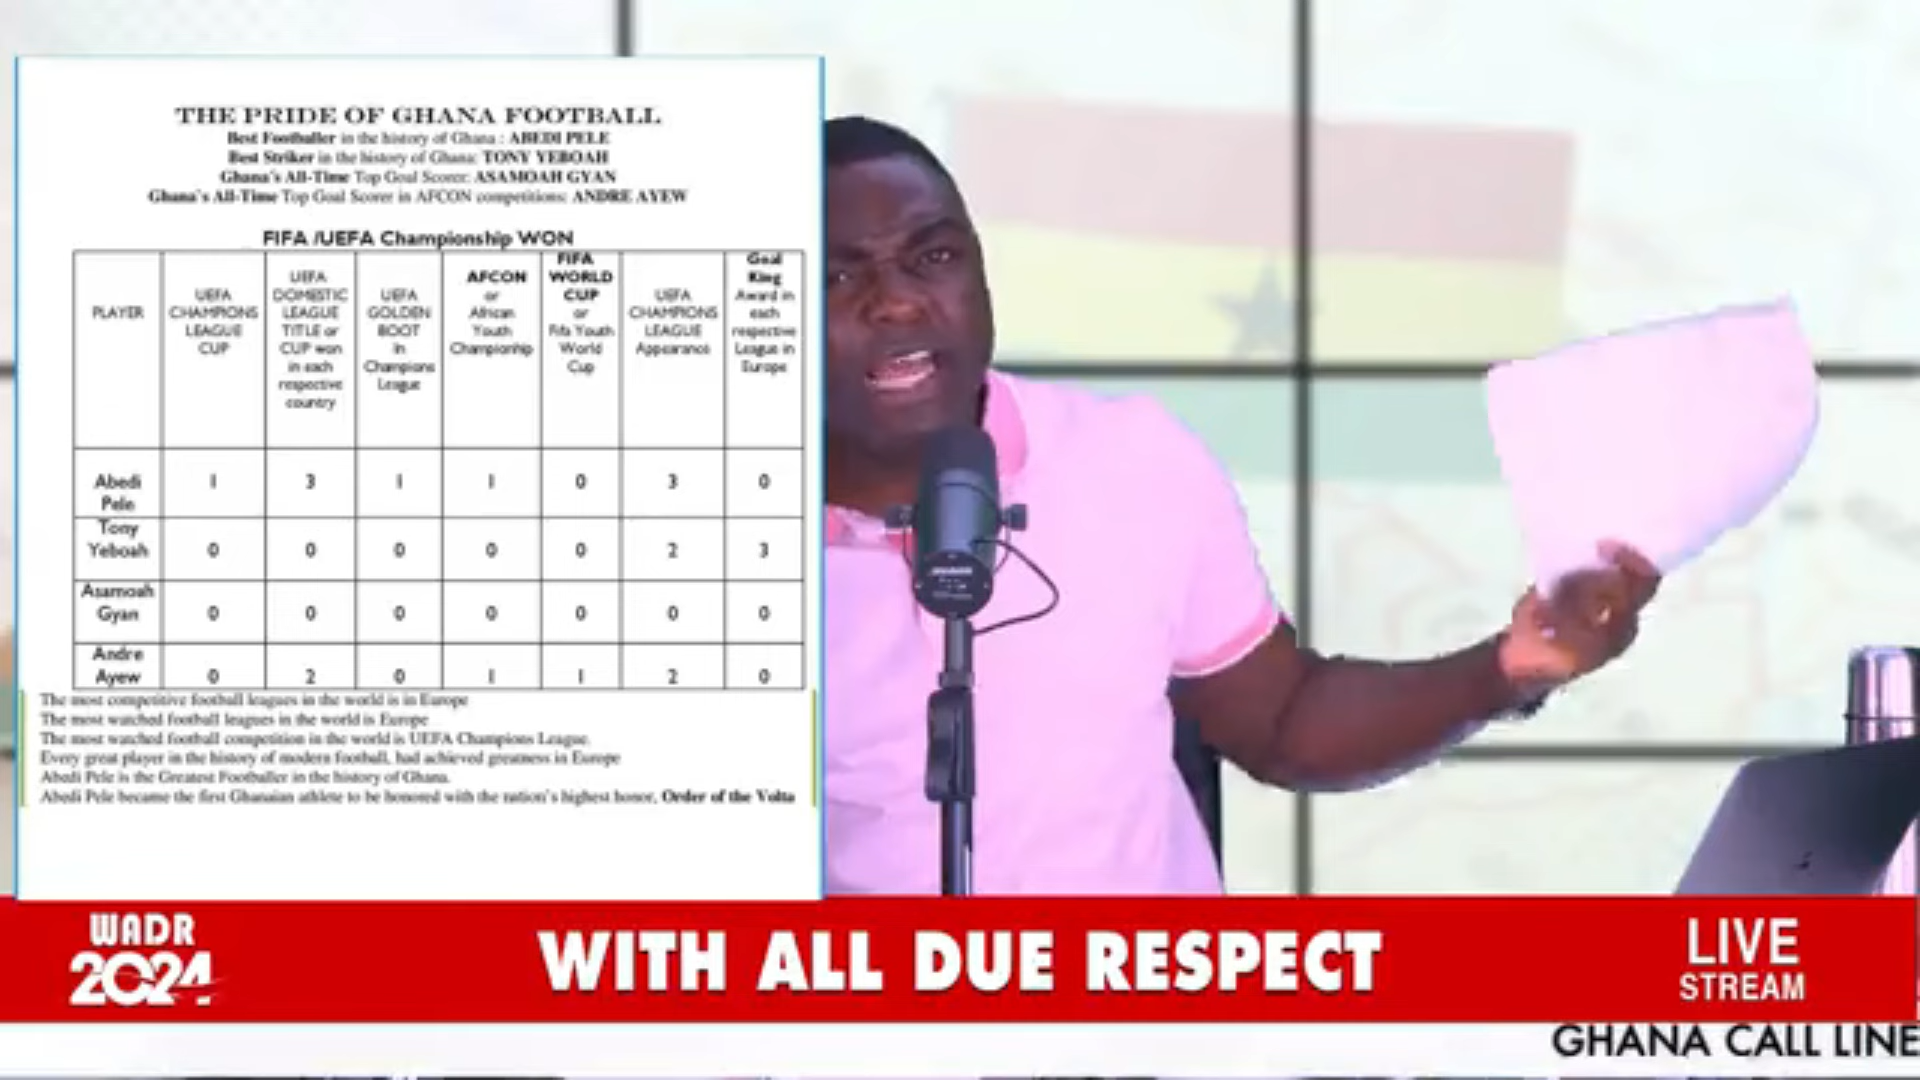 THE PRIDE OF GHANA FOOTBALL
Best Footballer in the history of Ghana : ABEDI PELE
Best Striker in the history of Ghana: TONY YEBOAH
Ghana's All-Time Top Goal Scorer: ASAMOAH GYAN
Ghana's All-Time Top Goal Scorer in AFCON competitions: ANDRE AYEW
FIFA /UEFA Championship WON
PLAYER
UEFA
CHAMPIONS
LEAGUE
CUP
UEFA
DOMESTIC
LEAGUE
TITLE or
CUP won
in each
respective
country
UEFA
GOLDEN
BOOT
In
Champions
League
AFCON
or
African
Youth
Championhip
FIFA
WORLD
CUP
or
Fifa Youth
World
Cup
UEFA
CHAMPIONS
LEAGUE
Appearance
Goal
King
Award in
each
respective
League in
Europe
Abedi
Pele
1 3 1 1 0 3 0
Tony
Yeboah
0 0 0 0 0 2 3
Asamoah
Gyan
0 0 0 0 0 0 0
Andre
Ayew
0 2 0 1 1 2 0
The most competitive football leagues in the world is in Europe
The most watched football leagues in the world is Europe
The most watched football competition in the world is UEFA Champions League.
Every great player in the history of modern football, had achieved greatness in Europe
Abedi Pele is the Greatest Footballer in the history of Ghana.
Abedi Pele became the first Ghanaian athlete to be honored with the nation's highest honor, Order of the Volta
WADR
2024
WITH ALL DUE RESPECT
LIVE
STREAM
GHANA CALL LINE